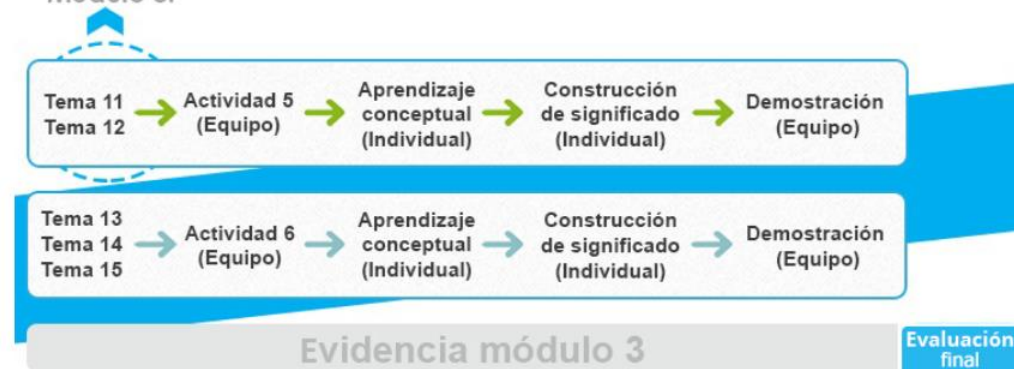 Tema 11
Tema 12
Actividad 5
(Equipo)
Aprendizaje
conceptual
(Individual)
Construcción
de significado
(Individual)
Demostración
(Equipo)
Tema 13
Tema 14
Tema 15
Actividad 6
(Equipo)
Aprendizaje
conceptual
(Individual)
Construcción
de significado
(Individual)
Demostración
(Equipo)
Evidencia módulo 3
Evaluación
final